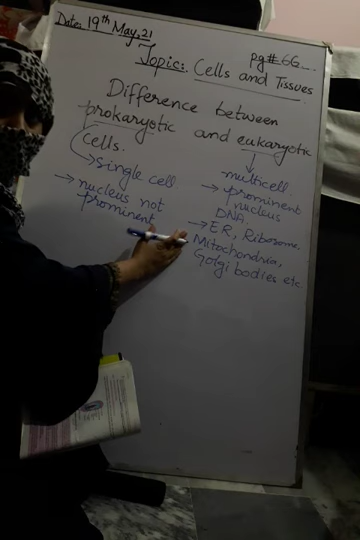 Date: 19th May, 21
pg# 66
Topic: Cells and Tissues
Difference between
prokaryotic and eukaryotic
Cells.
single cell
nucleus not
prominent
multicell
prominent
nucleus
DNA.
ER, Ribosome,
Mitochondria,
Golgi bodies etc.